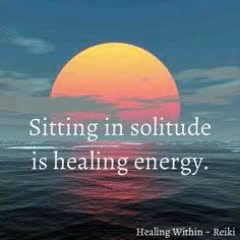 Sitting in solitude
is healing energy.
Healing Within ~ Reiki